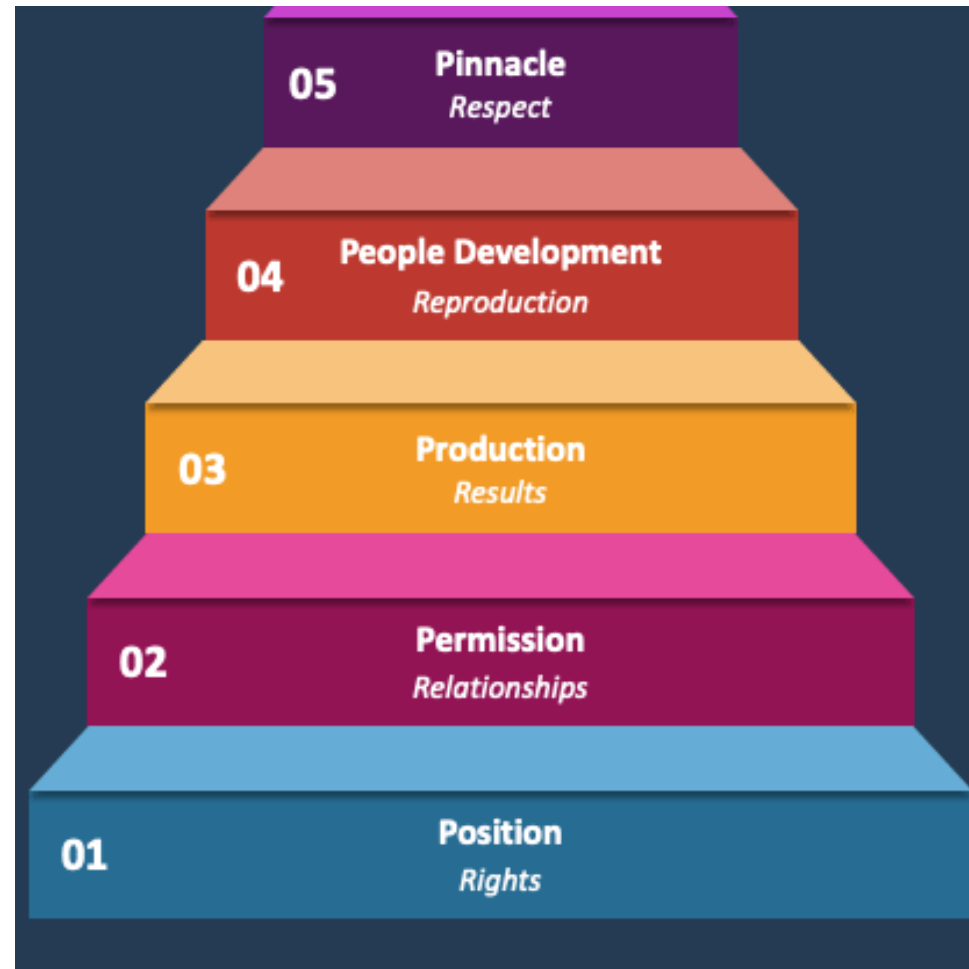 05
Pinnacle
Respect
04
People Development
Reproduction
03
Production
Results
02
Permission
Relationships
01
Position
Rights